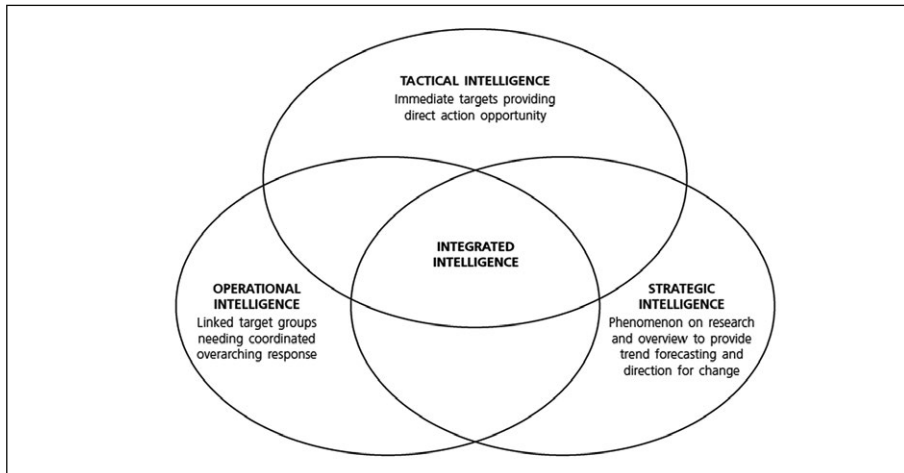 TACTICAL INTELLIGENCE
Immediate targets providing
direct action opportunity
INTEGRATED
INTELLIGENCE
OPERATIONAL
INTELLIGENCE
Linked target groups
needing coordinated
overarching response
STRATEGIC
INTELLIGENCE
Phenomenon on research
and overview to provide
trend forecasting and
direction for change